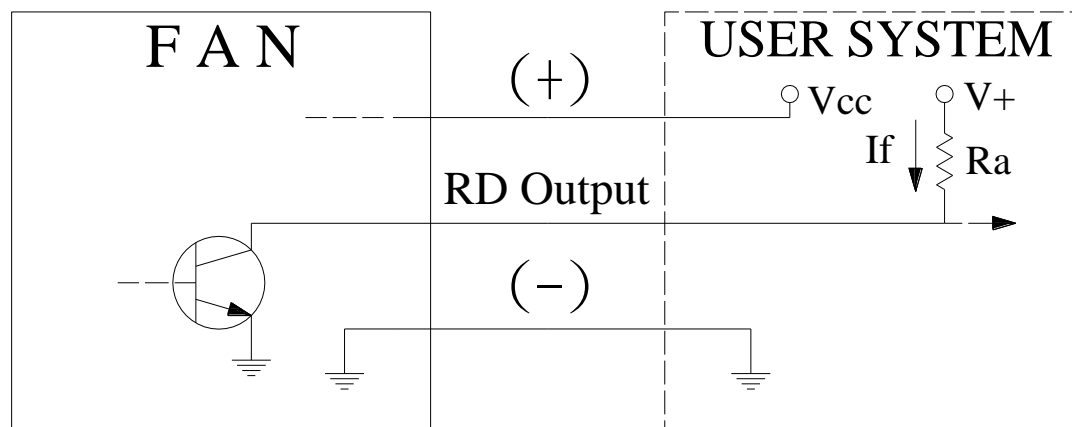 F A N
USER SYSTEM
(+)
Vcc
V+
If
Ra
RD Output
(-)